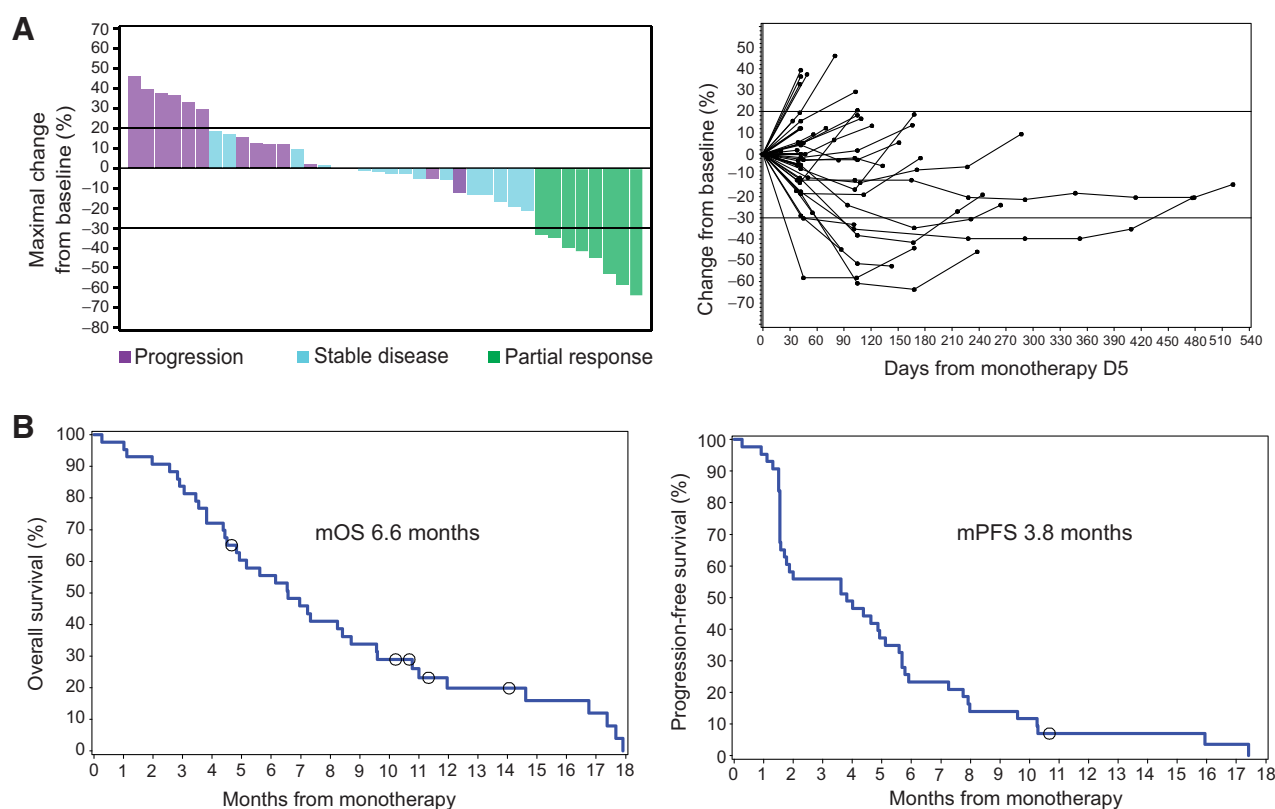 A
Maximal change
from baseline (%)
70
60
50
40
30
20
10
0
–10
–20
–30
–40
–50
–60
–70
–80
Progression
Stable disease
Partial response
Change from baseline (%)
50
40
30
20
10
0
–10
–20
–30
–40
–50
–60
–70
0 30 60 90 120 150 180 210 240 270 300 330 360 390 420 450 480 510 540
Days from monotherapy D5
B
Overall survival (%)
100
90
80
70
60
50
40
30
20
10
0
mOS 6.6 months
0 1 2 3 4 5 6 7 8 9 10 11 12 13 14 15 16 17 18
Months from monotherapy
Progression-free survival (%)
100
90
80
70
60
50
40
30
20
10
0
mPFS 3.8 months
0 1 2 3 4 5 6 7 8 9 10 11 12 13 14 15 16 17 18
Months from monotherapy